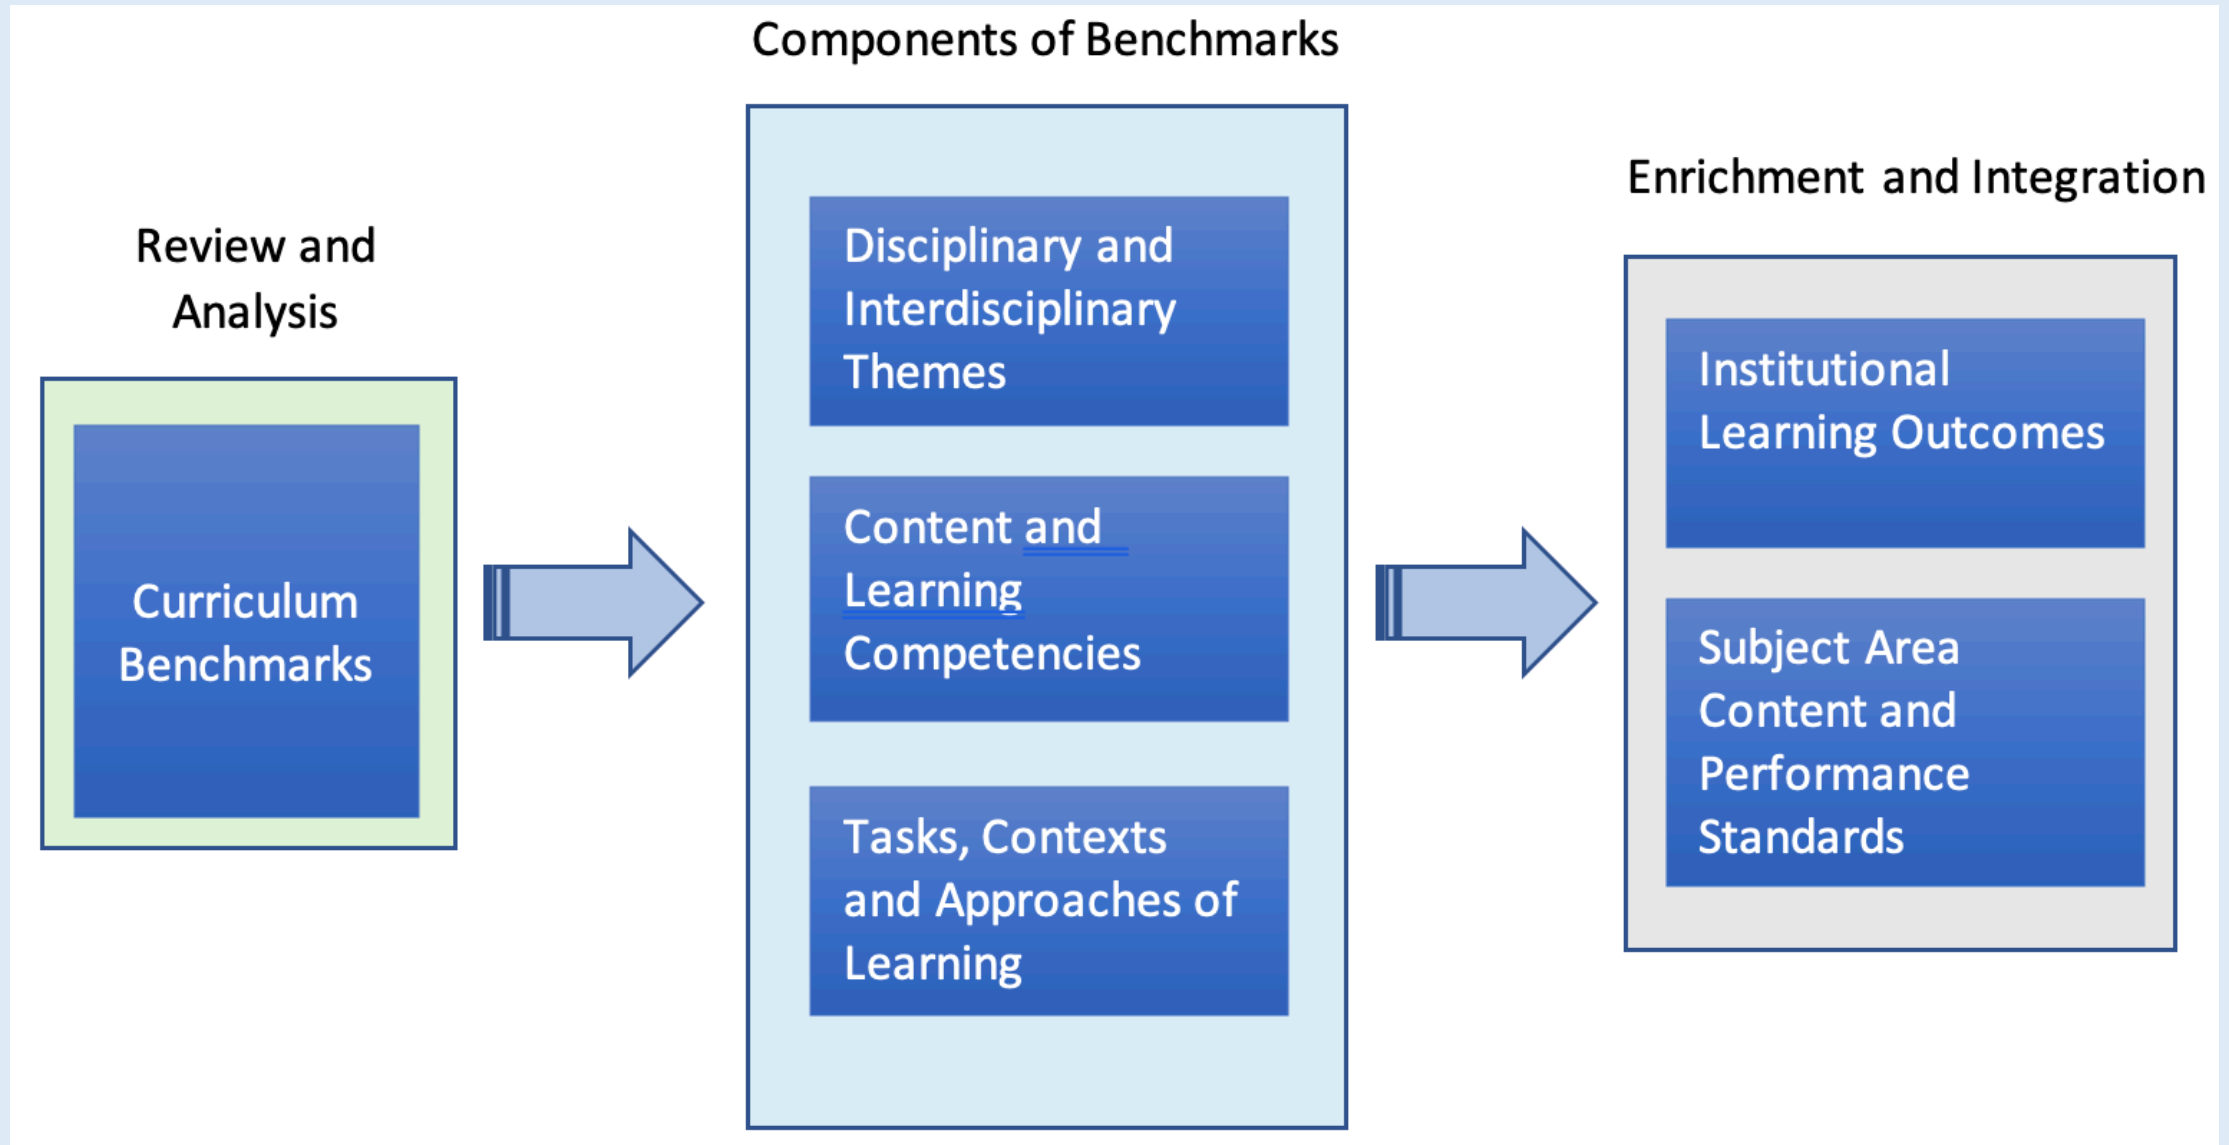 Components of Benchmarks
Review and
Analysis
Curriculum
Benchmarks
Disciplinary and
Interdisciplinary
Themes
Content and
Learning
Competencies
Tasks, Contexts
and Approaches of
Learning
Enrichment and Integration
Institutional
Learning Outcomes
Subject Area
Content and
Performance
Standards